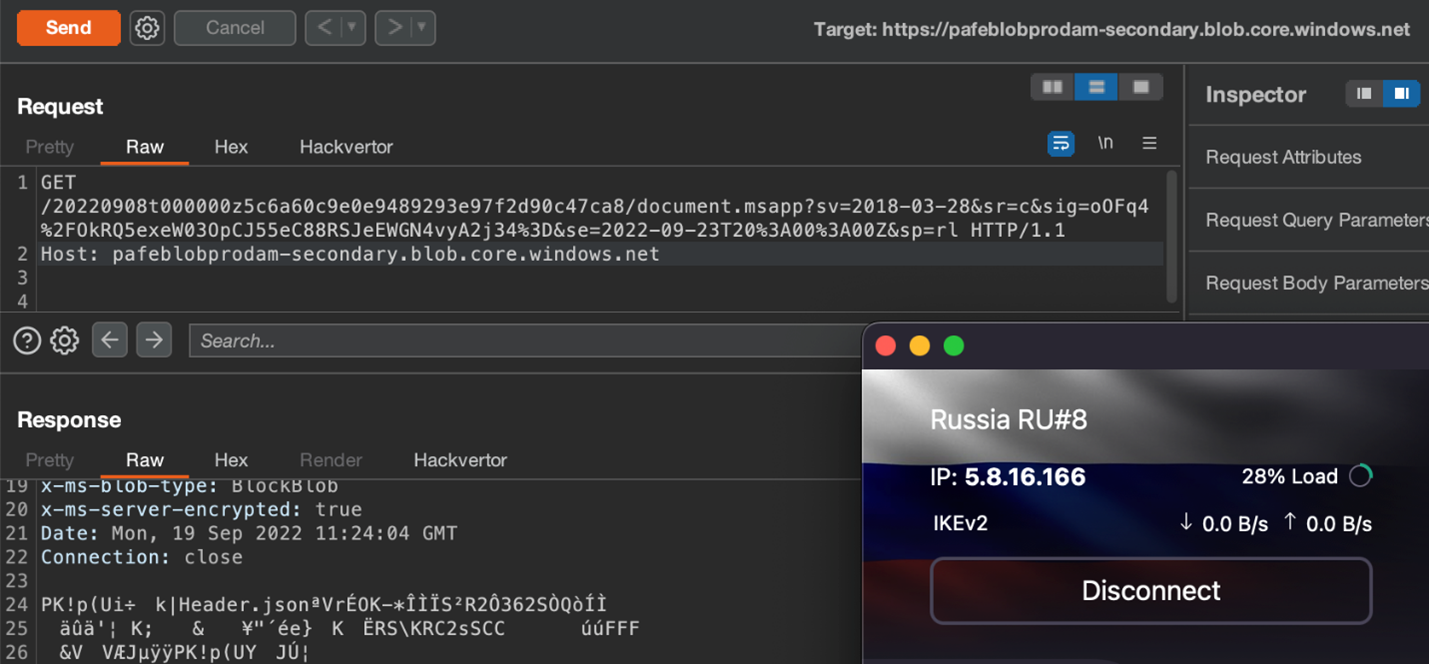 Send
Cancel
< ▼
> ▼
Target: https://pafeblobprodam-secondary.blob.core.windows.net
Request
Inspector
Pretty Raw Hex Hackvertor
\n
Request Attributes
1 GET
/20220908t000000z5c6a60c9e0e9489293e97f2d90c47ca8/document.msapp?sv=2018-03-28&sr=c&sig=oOFq4
%2FOkRQ5exeW03OpCJ55eC88RSJeEWGN4vyA2j34%3D&se=2022-09-23T20%3A00%3A00Z&sp=rl HTTP/1.1
Request Query Parameters
2 Host: pafeblobprodam-secondary.blob.core.windows.net
3
4
Request Body Parameters
Search...
Response
Pretty Raw Hex Render Hackvertor
19 x-ms-blob-type: BlockBlob
20 x-ms-server-encrypted: true
21 Date: Mon, 19 Sep 2022 11:24:04 GMT
22 Connection: close
23
24 PK!p(Ui÷ k|Header.jsonªVrÉOK–∗ÎÌÏS²R2Ô362SÒQòÍÌ
25 äûä'¦ K; & ¥"´ée} K ËRS\KRC2sSCC úúFFF
26 &V VÆJµÿÿPK!p(UY JÚ¦
Russia RU#8
IP: 5.8.16.166
28% Load
IKEv2
↓ 0.0 B/s ↑ 0.0 B/s
Disconnect